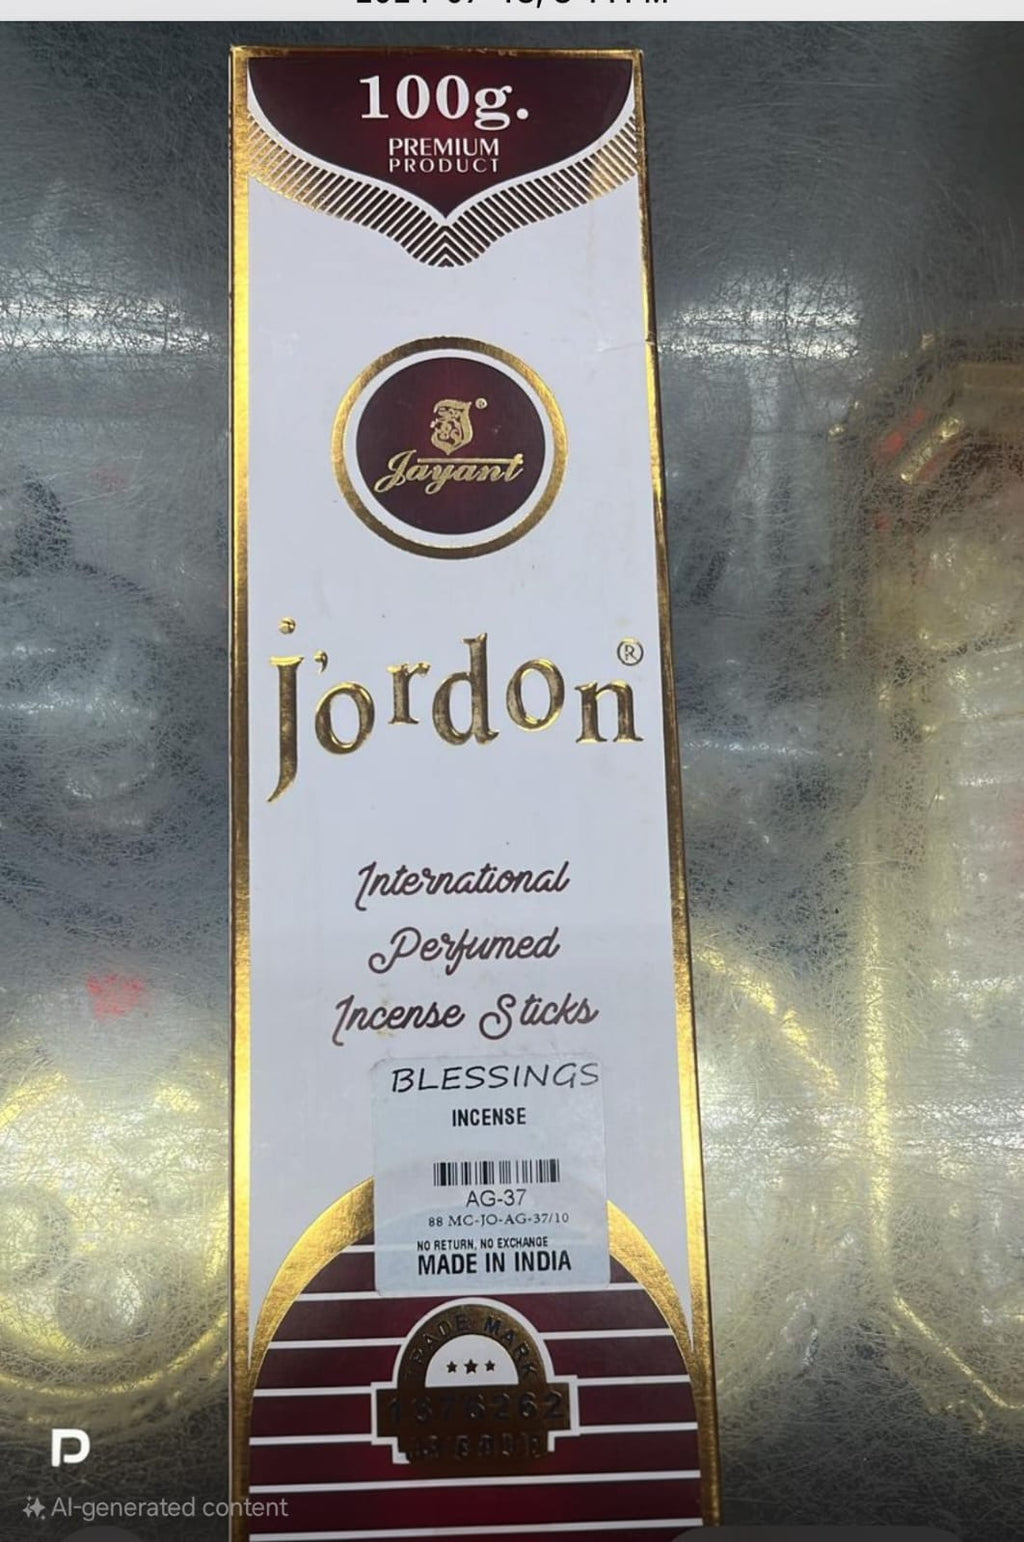 100g.
PREMIUM
PRODUCT
Jayant
j'ordon®
International
Perfumed
Incense Sticks
BLESSINGS
INCENSE
AG-37
88 MC-JO-AG-37/10
NO RETURN, NO EXCHANGE
MADE IN INDIA
TRADE MARK
1376262
AI-generated content